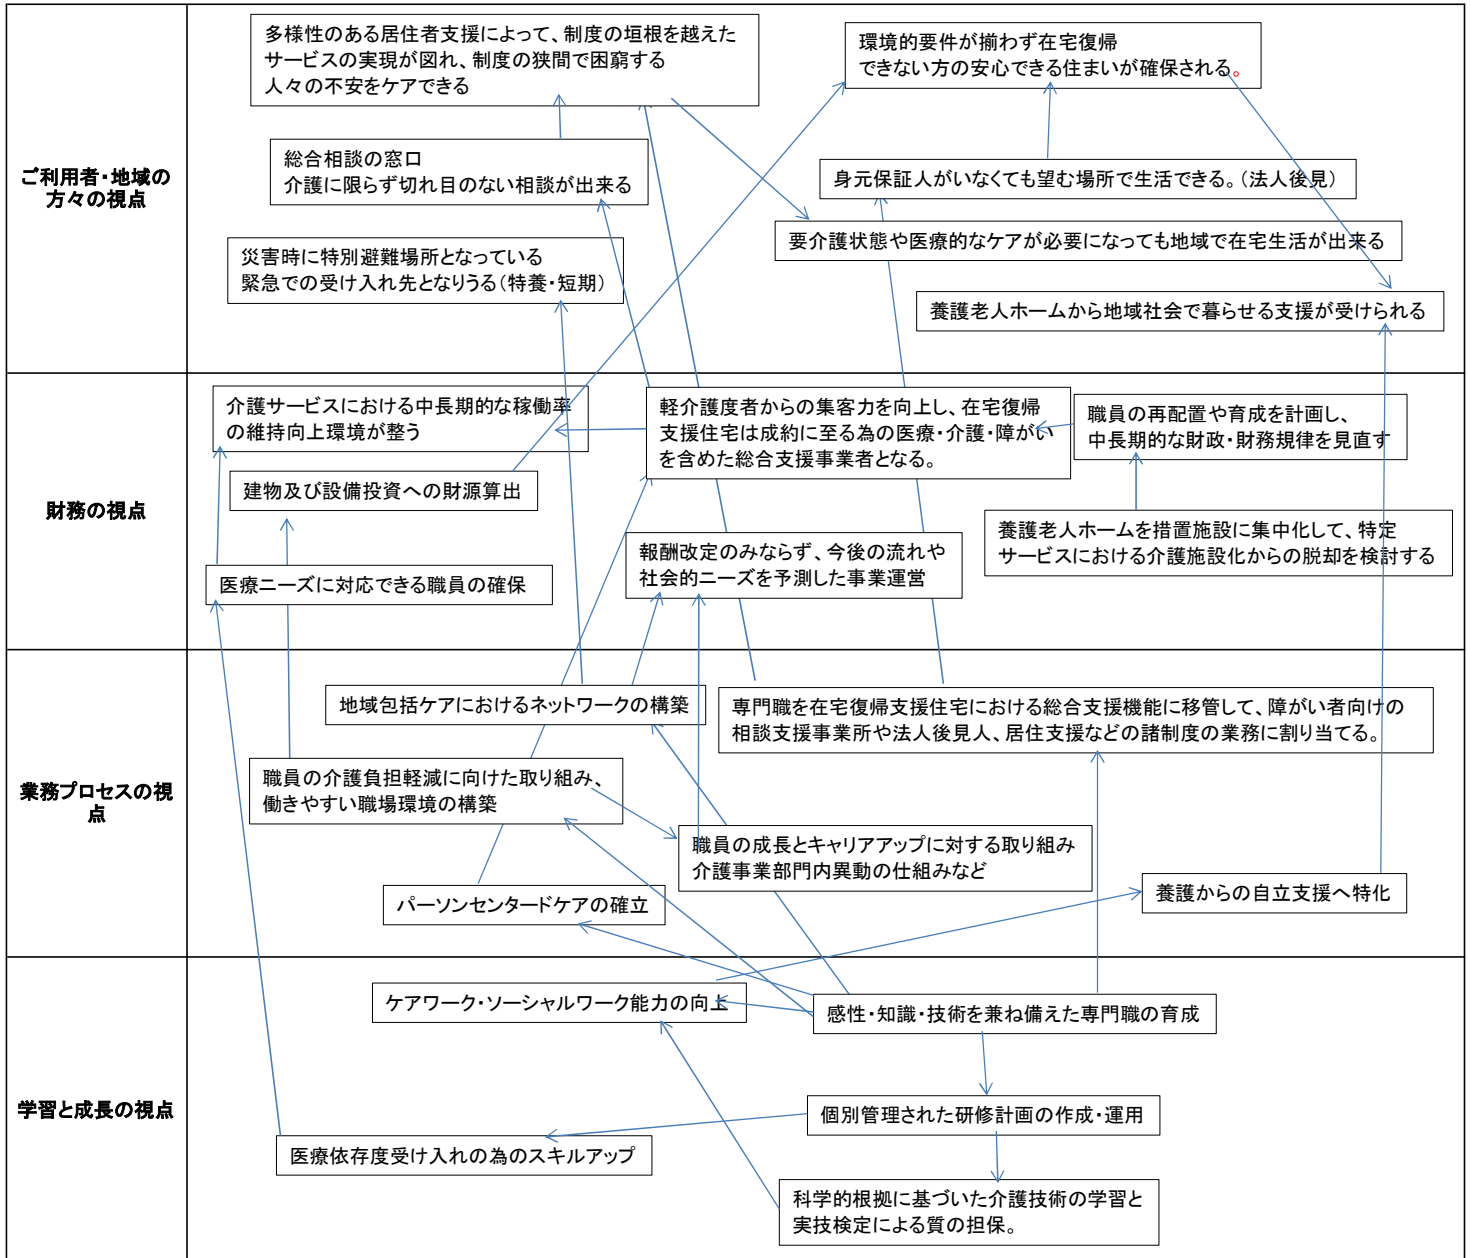 ご利用者・地域の
方々の視点
多様性のある居住者支援によって、制度の垣根を越えた
サービスの実現が図れ、制度の狭間で困窮する
人々の不安をケアできる
環境的要件が揃わず在宅復帰
できない方の安心できる住まいが確保される。
総合相談の窓口
介護に限らず切れ目のない相談が出来る
身元保証人がいなくても望む場所で生活できる。(法人後見)
要介護状態や医療的なケアが必要になっても地域で在宅生活が出来る
災害時に特別避難場所となっている
緊急での受け入れ先となりうる(特養・短期)
養護老人ホームから地域社会で暮らせる支援が受けられる
財務の視点
介護サービスにおける中長期的な稼働率
の維持向上環境が整う
軽介護度者からの集客力を向上し、在宅復帰
支援住宅は成約に至る為の医療・介護・障がい
を含めた総合支援事業者となる。
職員の再配置や育成を計画し、
中長期的な財政・財務規律を見直す
建物及び設備投資への財源算出
養護老人ホームを措置施設に集中化して、特定
サービスにおける介護施設化からの脱却を検討する
報酬改定のみならず、今後の流れや
社会的ニーズを予測した事業運営
医療ニーズに対応できる職員の確保
業務プロセスの視
点
地域包括ケアにおけるネットワークの構築
専門職を在宅復帰支援住宅における総合支援機能に移管して、障がい者向けの
相談支援事業所や法人後見人、居住支援などの諸制度の業務に割り当てる。
職員の介護負担軽減に向けた取り組み、
働きやすい職場環境の構築
職員の成長とキャリアアップに対する取り組み
介護事業部門内異動の仕組みなど
パーソンセンタードケアの確立
養護からの自立支援へ特化
学習と成長の視点
ケアワーク・ソーシャルワーク能力の向上
感性・知識・技術を兼ね備えた専門職の育成
個別管理された研修計画の作成・運用
医療依存度受け入れの為のスキルアップ
科学的根拠に基づいた介護技術の学習と
実技検定による質の担保。